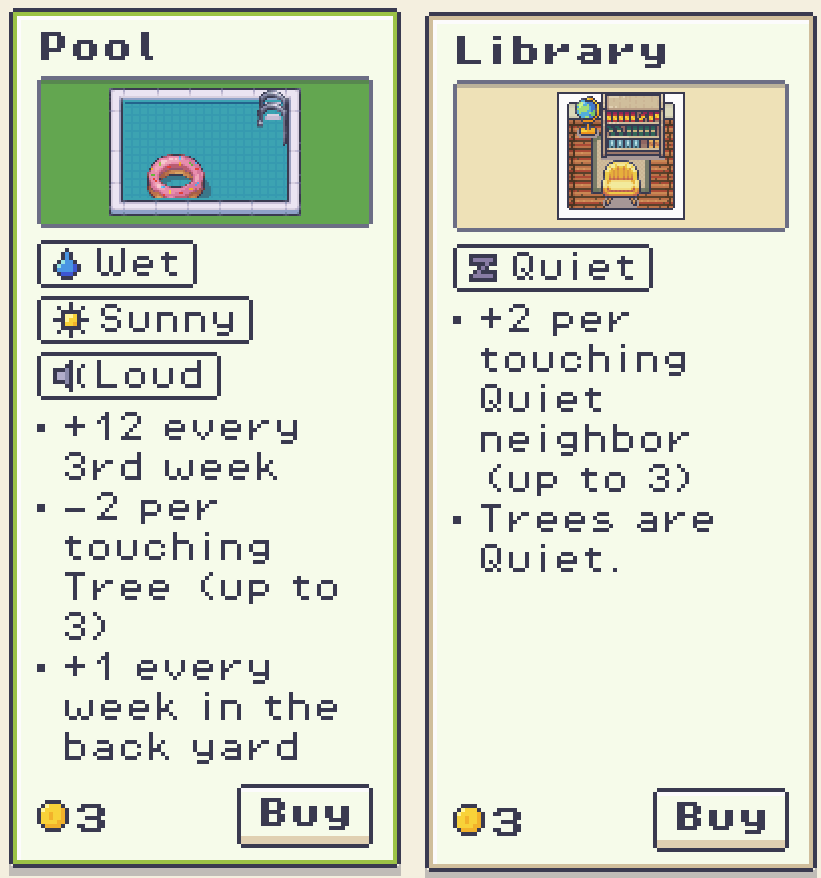 Pool
Wet
Sunny
Loud
• +12 every
3rd week
• -2 per
touching
Tree (up to
3)
• +1 every
week in the
back yard
3
Buy
Library
Quiet
• +2 per
touching
Quiet
neighbor
(up to 3)
• Trees are
Quiet.
3
Buy